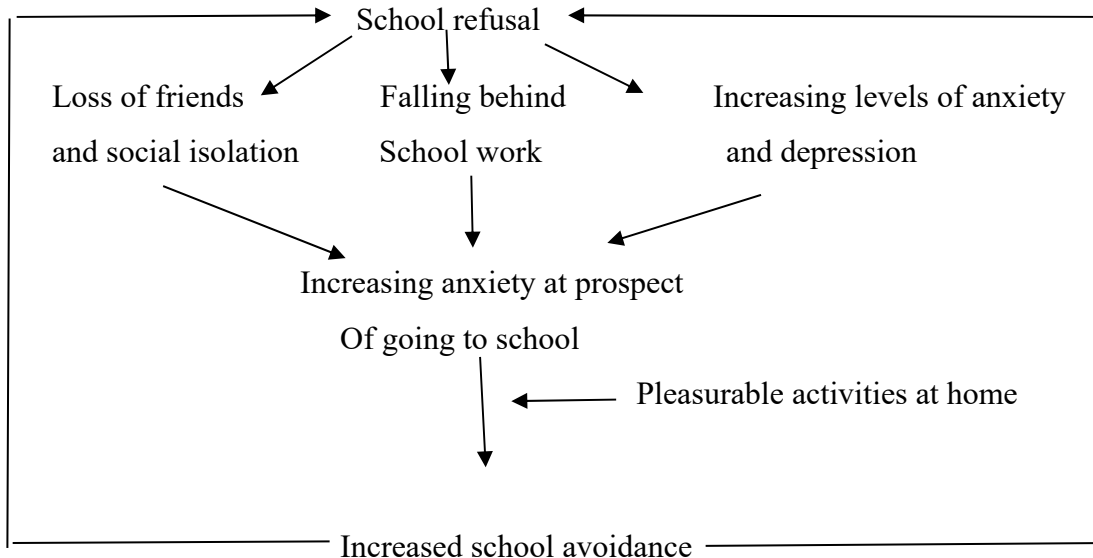 School refusal
Loss of friends
and social isolation
Falling behind
School work
Increasing levels of anxiety
and depression
Increasing anxiety at prospect
Of going to school
Pleasurable activities at home
Increased school avoidance